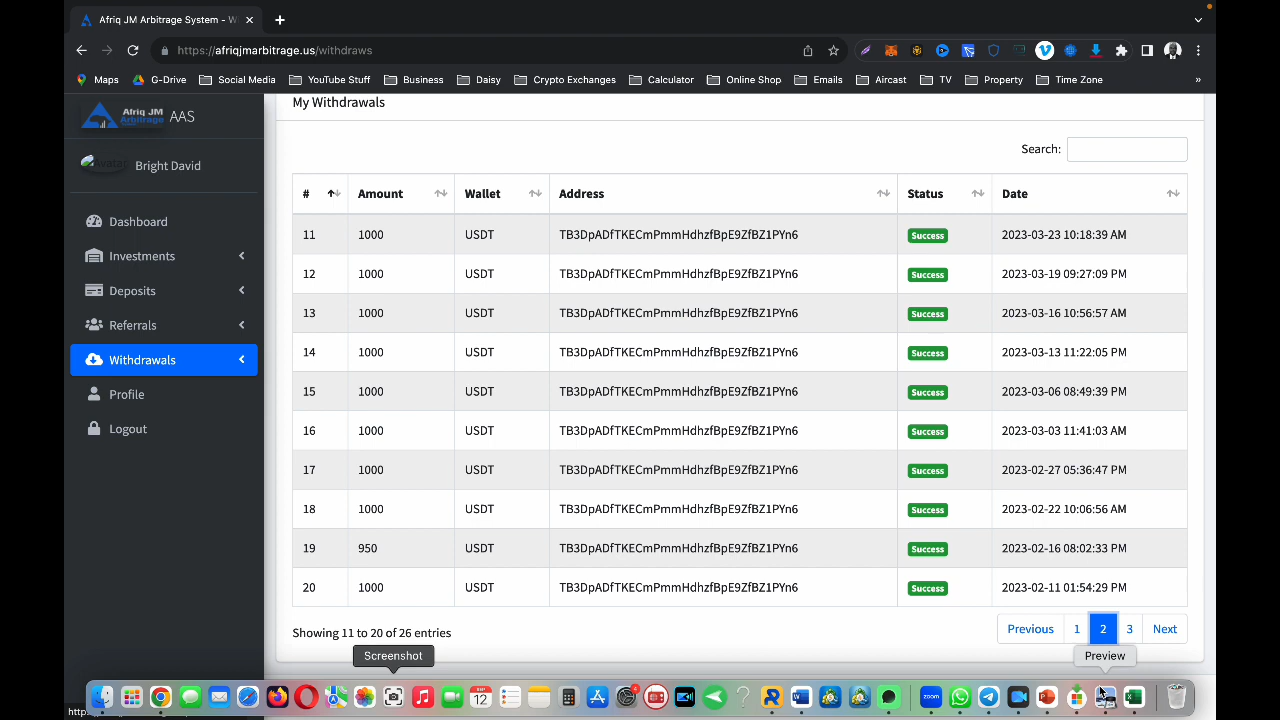 Afriq JM Arbitrage System - W
https://afriqjmarbitrage.us/withdraws
Maps G-Drive Social Media YouTube Stuff Business Daisy Crypto Exchanges Calculator Online Shop Emails Aircast TV Property Time Zone »
Afriq JM Arbitrage AAS
Avatar Bright David
Dashboard
Investments
Deposits
Referrals
Withdrawals
Profile
Logout
My Withdrawals
Search:
# Amount Wallet Address Status Date
11 1000 USDT TB3DpADfTKECmPmmHdhzfBpE9ZfBZ1PYn6 Success 2023-03-23 10:18:39 AM
12 1000 USDT TB3DpADfTKECmPmmHdhzfBpE9ZfBZ1PYn6 Success 2023-03-19 09:27:09 PM
13 1000 USDT TB3DpADfTKECmPmmHdhzfBpE9ZfBZ1PYn6 Success 2023-03-16 10:56:57 AM
14 1000 USDT TB3DpADfTKECmPmmHdhzfBpE9ZfBZ1PYn6 Success 2023-03-13 11:22:05 PM
15 1000 USDT TB3DpADfTKECmPmmHdhzfBpE9ZfBZ1PYn6 Success 2023-03-06 08:49:39 PM
16 1000 USDT TB3DpADfTKECmPmmHdhzfBpE9ZfBZ1PYn6 Success 2023-03-03 11:41:03 AM
17 1000 USDT TB3DpADfTKECmPmmHdhzfBpE9ZfBZ1PYn6 Success 2023-02-27 05:36:47 PM
18 1000 USDT TB3DpADfTKECmPmmHdhzfBpE9ZfBZ1PYn6 Success 2023-02-22 10:06:56 AM
19 950 USDT TB3DpADfTKECmPmmHdhzfBpE9ZfBZ1PYn6 Success 2023-02-16 08:02:33 PM
20 1000 USDT TB3DpADfTKECmPmmHdhzfBpE9ZfBZ1PYn6 Success 2023-02-11 01:54:29 PM
Showing 11 to 20 of 26 entries
Previous 1 2 3 Next
Screenshot
Preview
SEP 12
zoom